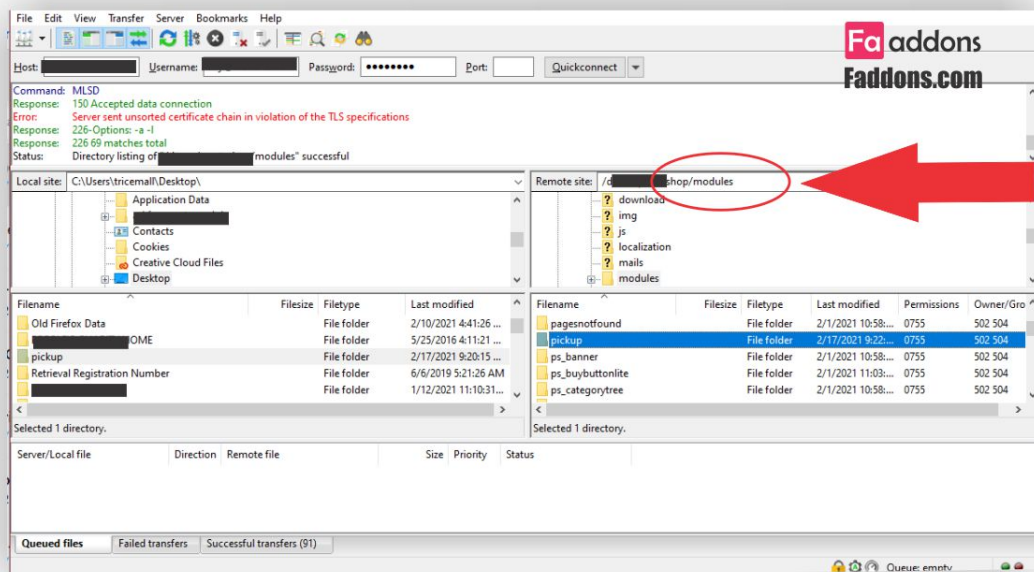 File Edit View Transfer Server Bookmarks Help
Fa addons
Faddons.com
Host: Username: Password: •••••••• Port: Quickconnect
Command: MLSD
Response: 150 Accepted data connection
Error: Server sent unsorted certificate chain in violation of the TLS specifications
Response: 226-Options: -a -l
Response: 226 69 matches total
Status: Directory listing of modules" successful
Local site: C:\Users\tricemall\Desktop\
Remote site: /d shop/modules
Application Data
Contacts
Cookies
Creative Cloud Files
Desktop
download
? img
? js
? localization
? mails
modules
Filename Filesize Filetype Last modified
Old Firefox Data File folder 2/10/2021 4:41:26 ...
OME File folder 5/25/2016 4:11:21 ...
pickup File folder 2/17/2021 9:20:15 ...
Retrieval Registration Number File folder 6/6/2019 5:21:26 AM
File folder 1/12/2021 11:10:31...
Selected 1 directory.
Filename Filesize Filetype Last modified Permissions Owner/Gro
pagesnotfound File folder 2/1/2021 10:58:... 0755 502 504
pickup File folder 2/17/2021 9:22:... 0755 502 504
ps_banner File folder 2/1/2021 10:58:... 0755 502 504
ps_buybuttonlite File folder 2/1/2021 11:03:... 0755 502 504
ps_categorytree File folder 2/1/2021 10:58:... 0755 502 504
Selected 1 directory.
Server/Local file Direction Remote file Size Priority Status
Queued files Failed transfers Successful transfers (91)
Queue: empty